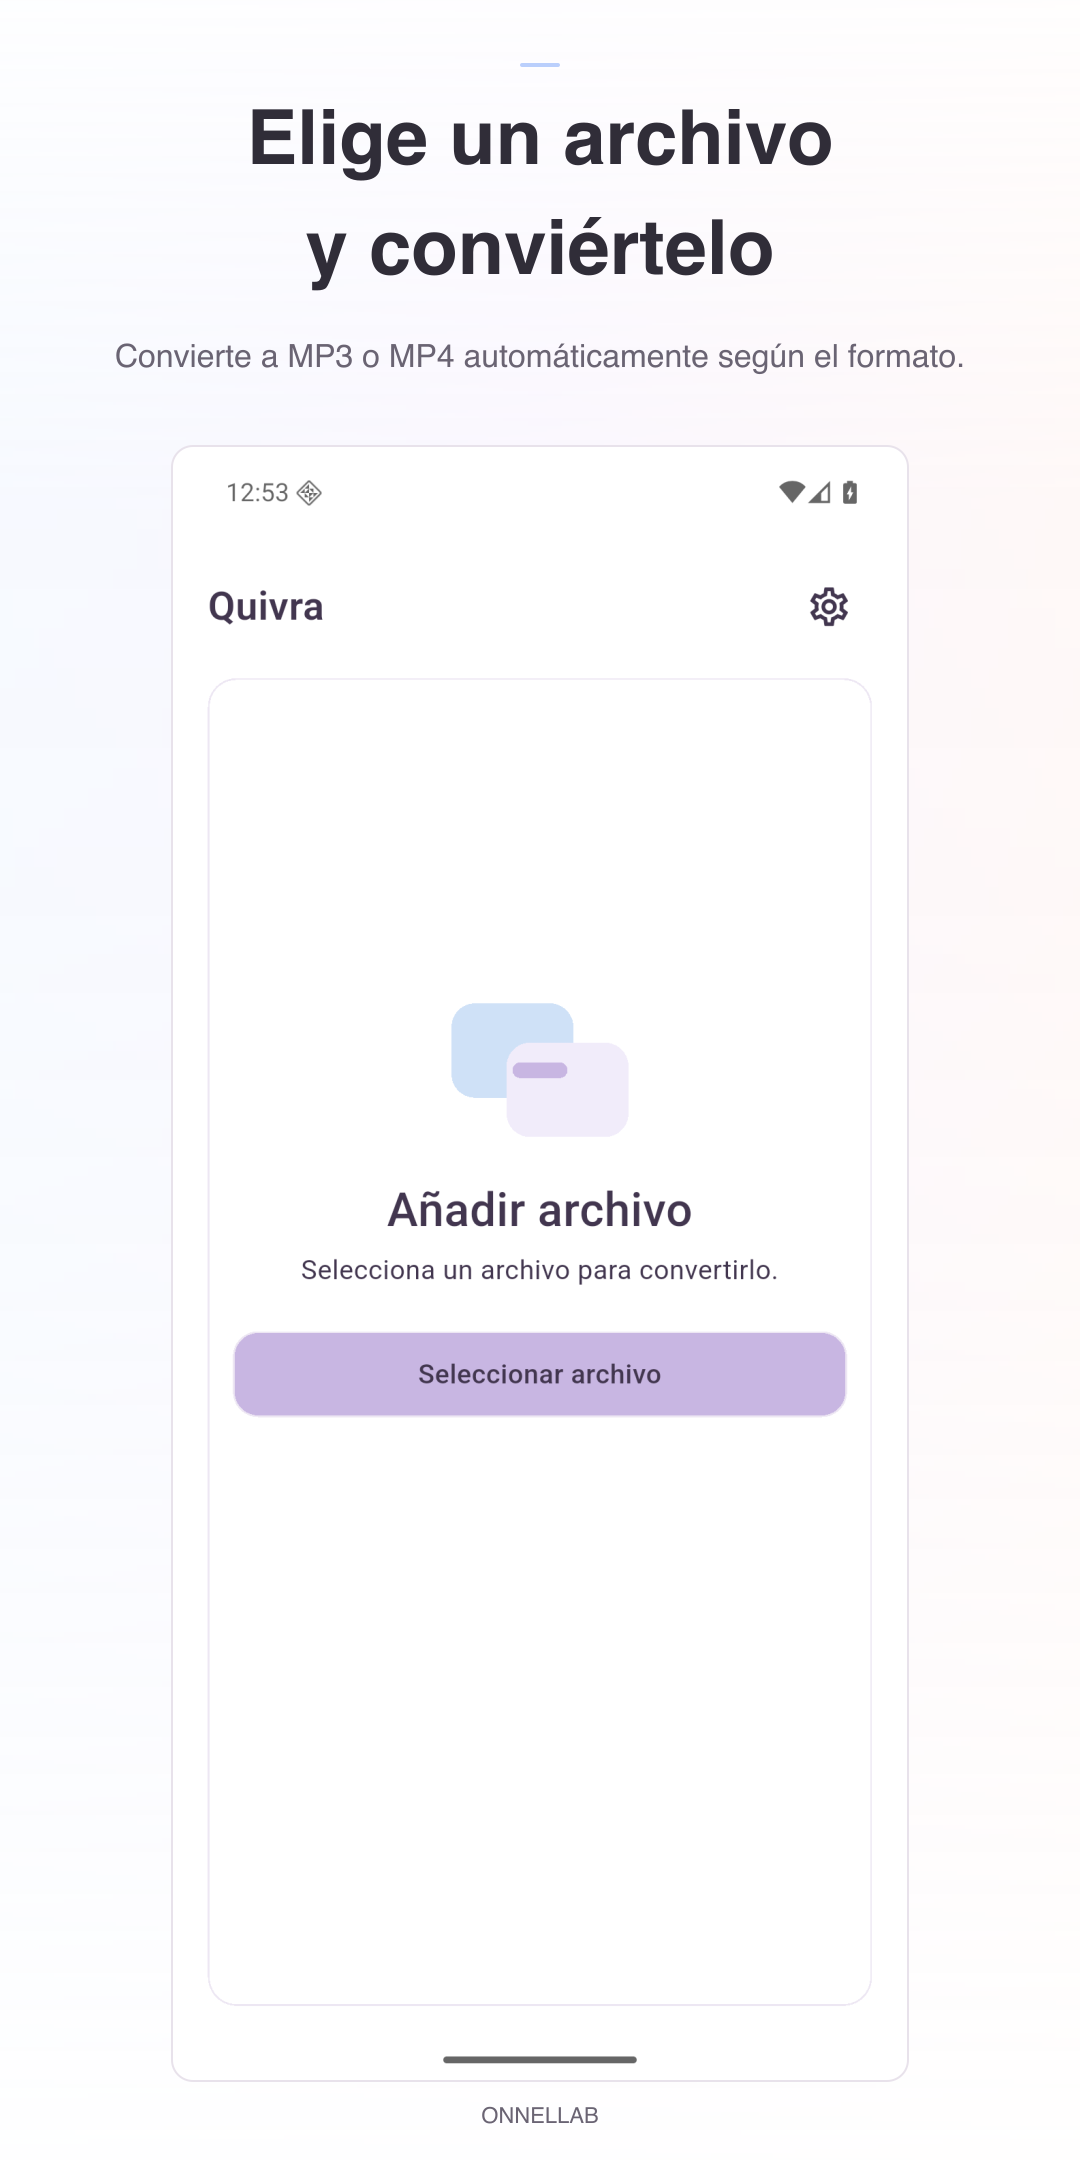 Elige un archivo
y conviértelo
Convierte a MP3 o MP4 automáticamente según el formato.
12:53
Quivra
Añadir archivo
Selecciona un archivo para convertirlo.
Seleccionar archivo
ONNELLAB